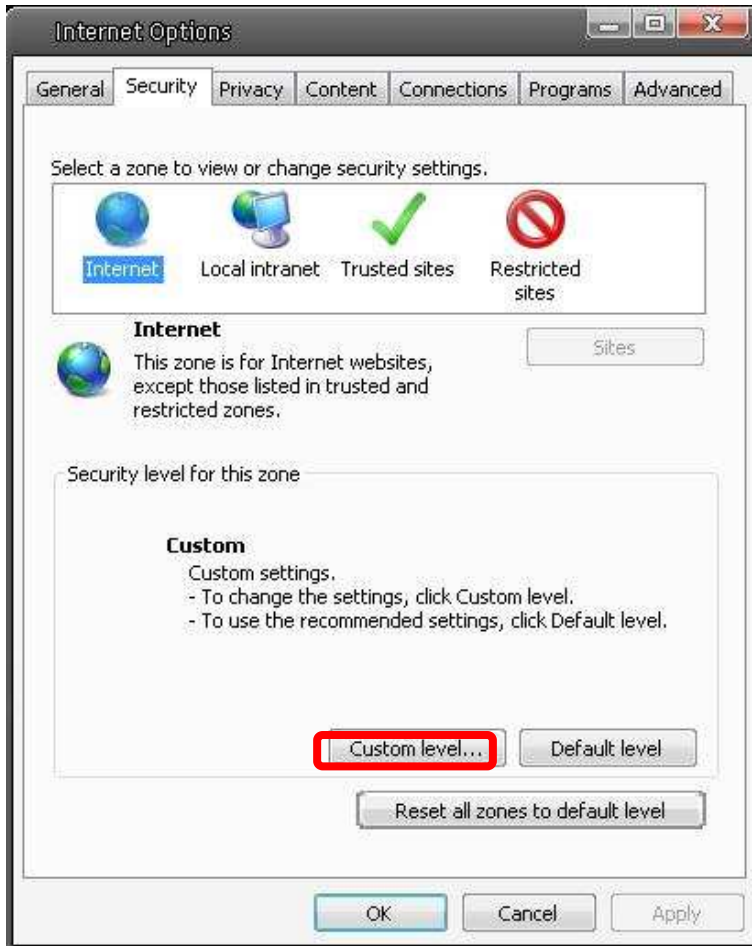 Internet Options
General Security Privacy Content Connections Programs Advanced
Select a zone to view or change security settings.
Internet Local intranet Trusted sites Restricted sites
Internet
Sites
This zone is for Internet websites,
except those listed in trusted and
restricted zones.
Security level for this zone
Custom
Custom settings.
- To change the settings, click Custom level.
- To use the recommended settings, click Default level.
Custom level... Default level
Reset all zones to default level
OK Cancel Apply